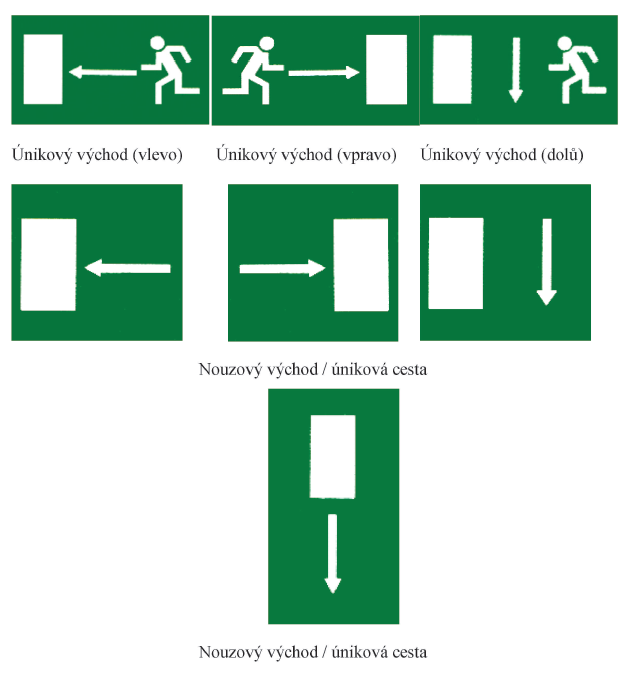 Únikový východ (vlevo)
Únikový východ (vpravo)
Únikový východ (dolů)
Nouzový východ / úniková cesta
Nouzový východ / úniková cesta